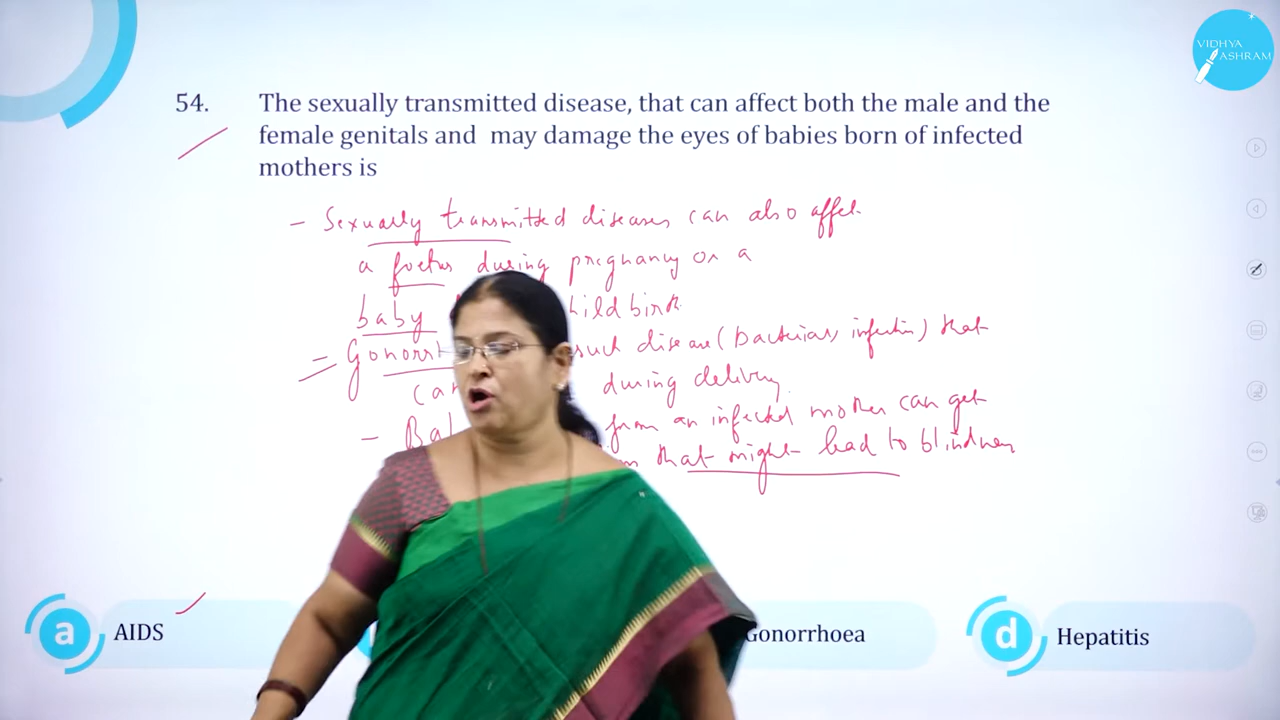 VIDHYA
ASHRAM
54. The sexually transmitted disease, that can affect both the male and the
female genitals and may damage the eyes of babies born of infected
mothers is
- Sexually transmitted diseases can also affet
a foetus during pregnancy or a
baby hild birth
Gonorrh such disease (bacterial infection) that
can during delivery
- from an infected mother can get
that might lead to blindness
a AIDS
Gonorrhoea
d Hepatitis